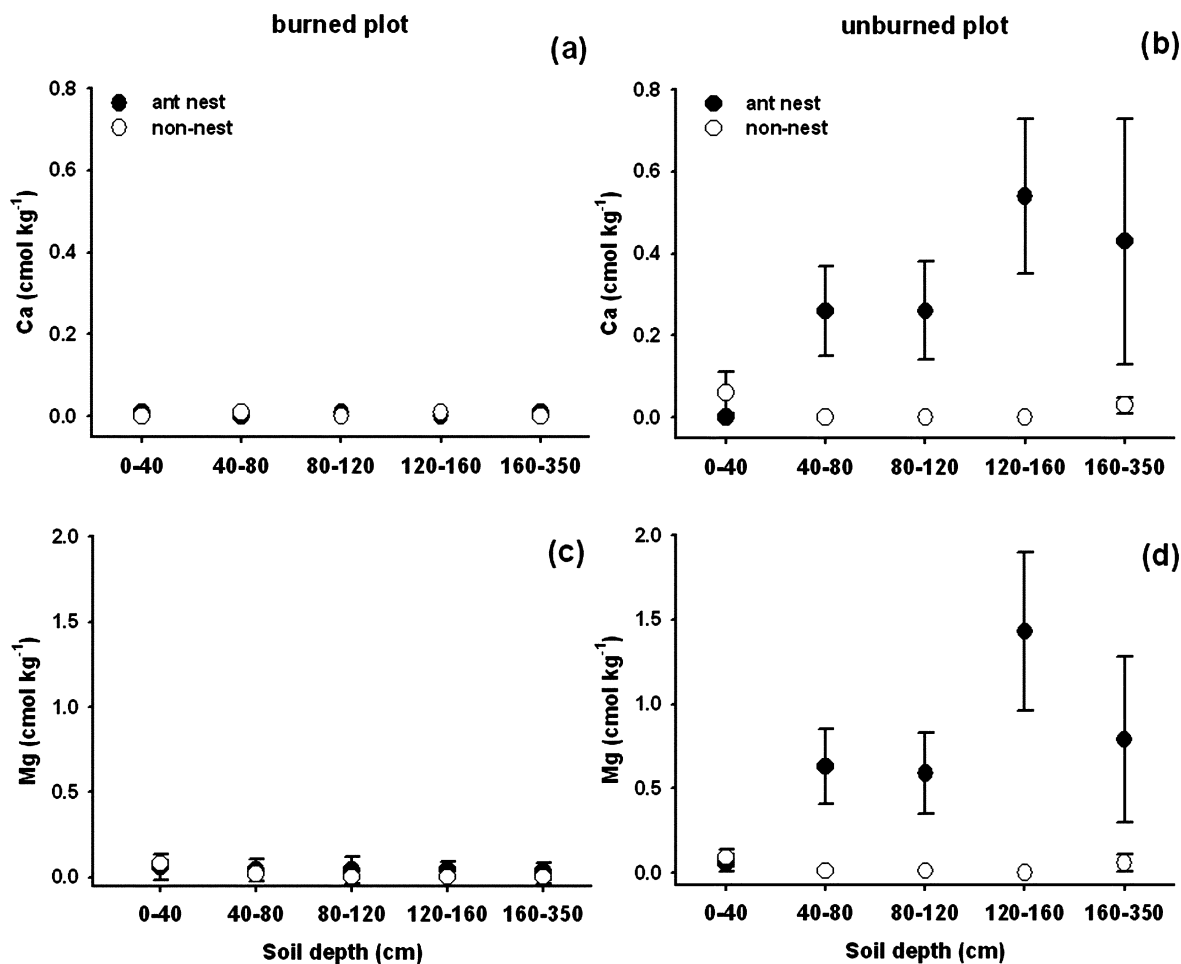 burned plot
(a)
0.8
ant nest
non-nest
0.6
0.4
0.2
0.0
Ca (cmol kg-1)
0-40 40-80 80-120 120-160 160-350
unburned plot
(b)
0.8
ant nest
non-nest
0.6
0.4
0.2
0.0
Ca (cmol kg-1)
0-40 40-80 80-120 120-160 160-350
(c)
2.0
1.5
1.0
0.5
0.0
Mg (cmol kg-1)
0-40 40-80 80-120 120-160 160-350
Soil depth (cm)
(d)
2.0
1.5
1.0
0.5
0.0
Mg (cmol kg-1)
0-40 40-80 80-120 120-160 160-350
Soil depth (cm)